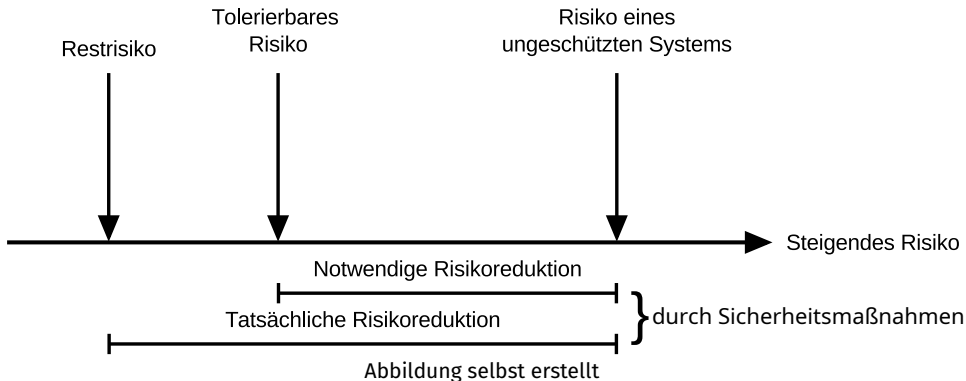 Restrisiko
Tolerierbares
Risiko
Risiko eines
ungeschützten Systems
Steigendes Risiko
Notwendige Risikoreduktion
Tatsächliche Risikoreduktion
durch Sicherheitsmaßnahmen
Abbildung selbst erstellt